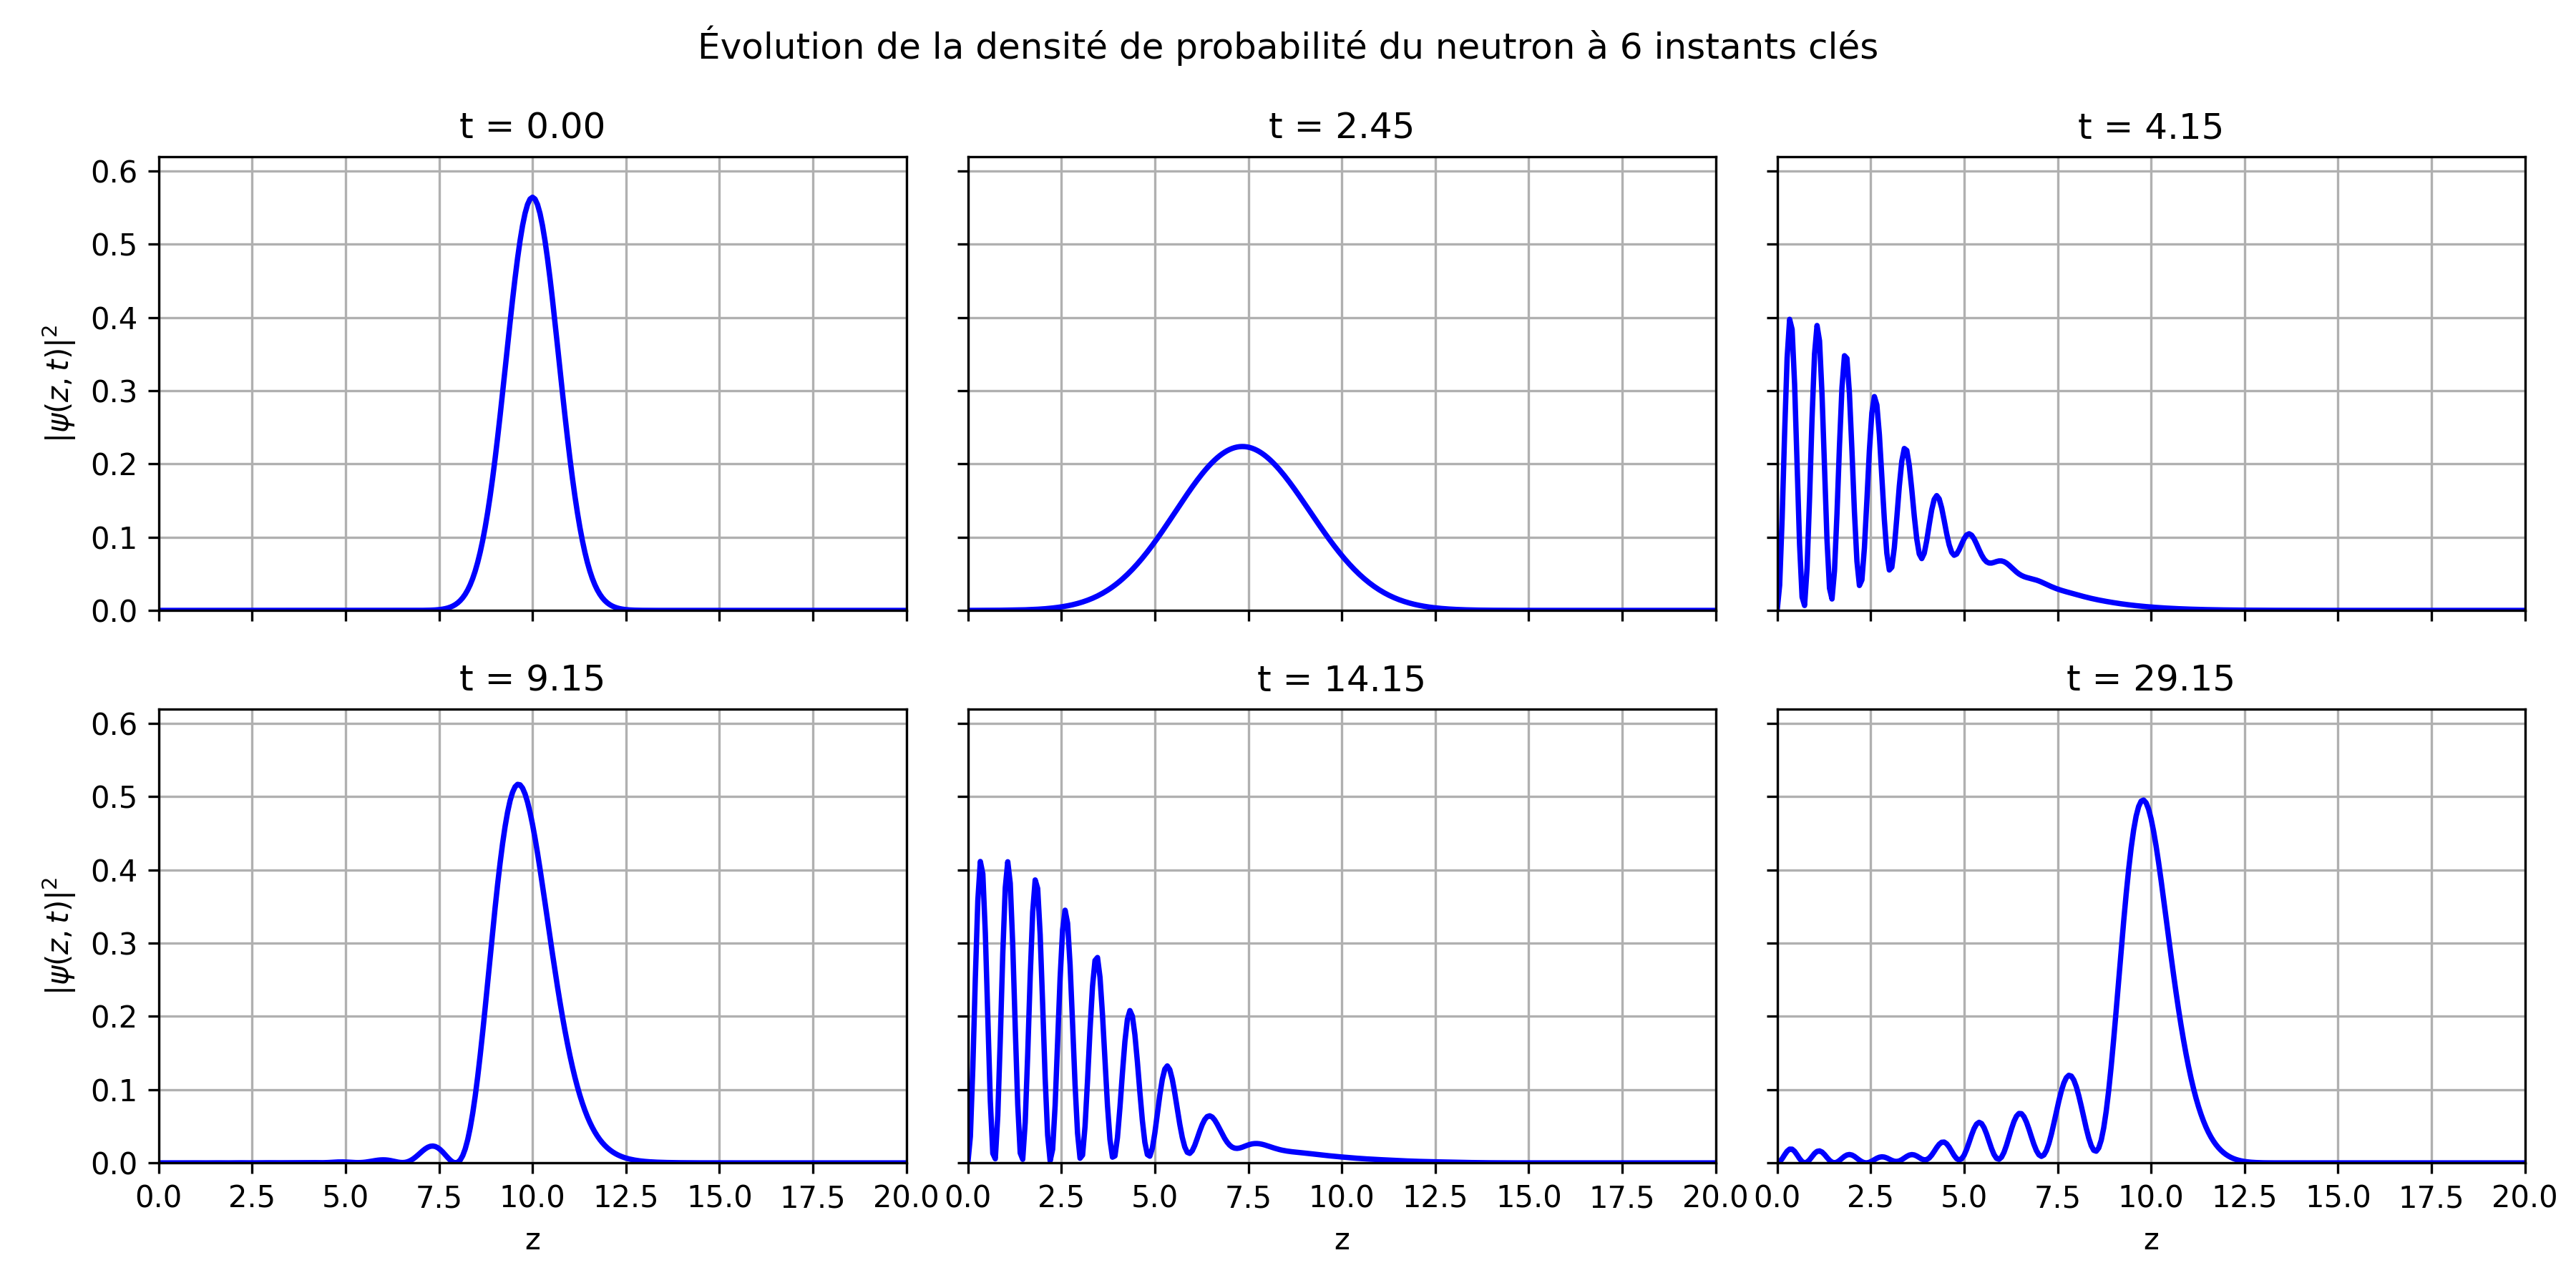 Évolution de la densité de probabilité du neutron à 6 instants clés
t = 0.00
t = 2.45
t = 4.15
0.6
0.5
0.4
0.3
0.2
0.1
0.0
|ψ(z, t)|²
t = 9.15
t = 14.15
t = 29.15
0.6
0.5
0.4
0.3
0.2
0.1
0.0
|ψ(z, t)|²
0.0 2.5 5.0 7.5 10.0 12.5 15.0 17.5 20.0 0.0 2.5 5.0 7.5 10.0 12.5 15.0 17.5 20.0 0.0 2.5 5.0 7.5 10.0 12.5 15.0 17.5 20.0
z z z